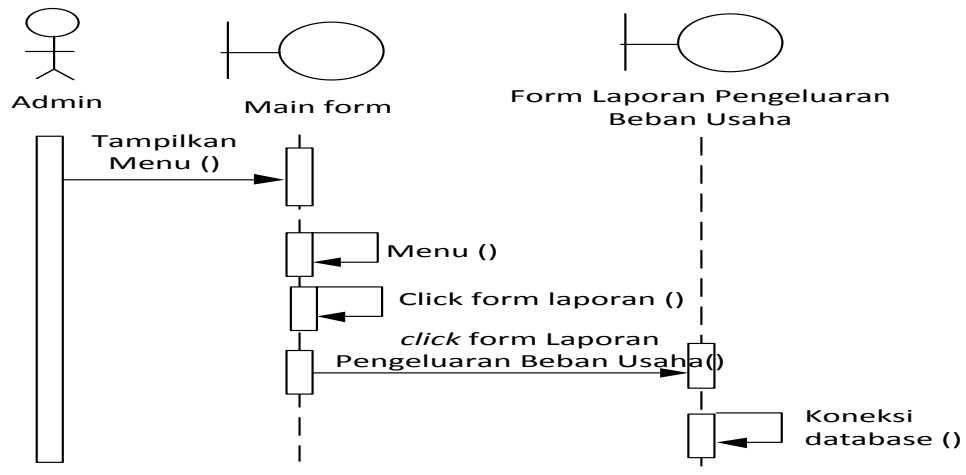 Admin
Main form
Form Laporan Pengeluaran
Beban Usaha
Tampilkan
Menu ()
Menu ()
Click form laporan ()
click form Laporan
Pengeluaran Beban Usaha()
Koneksi
database ()